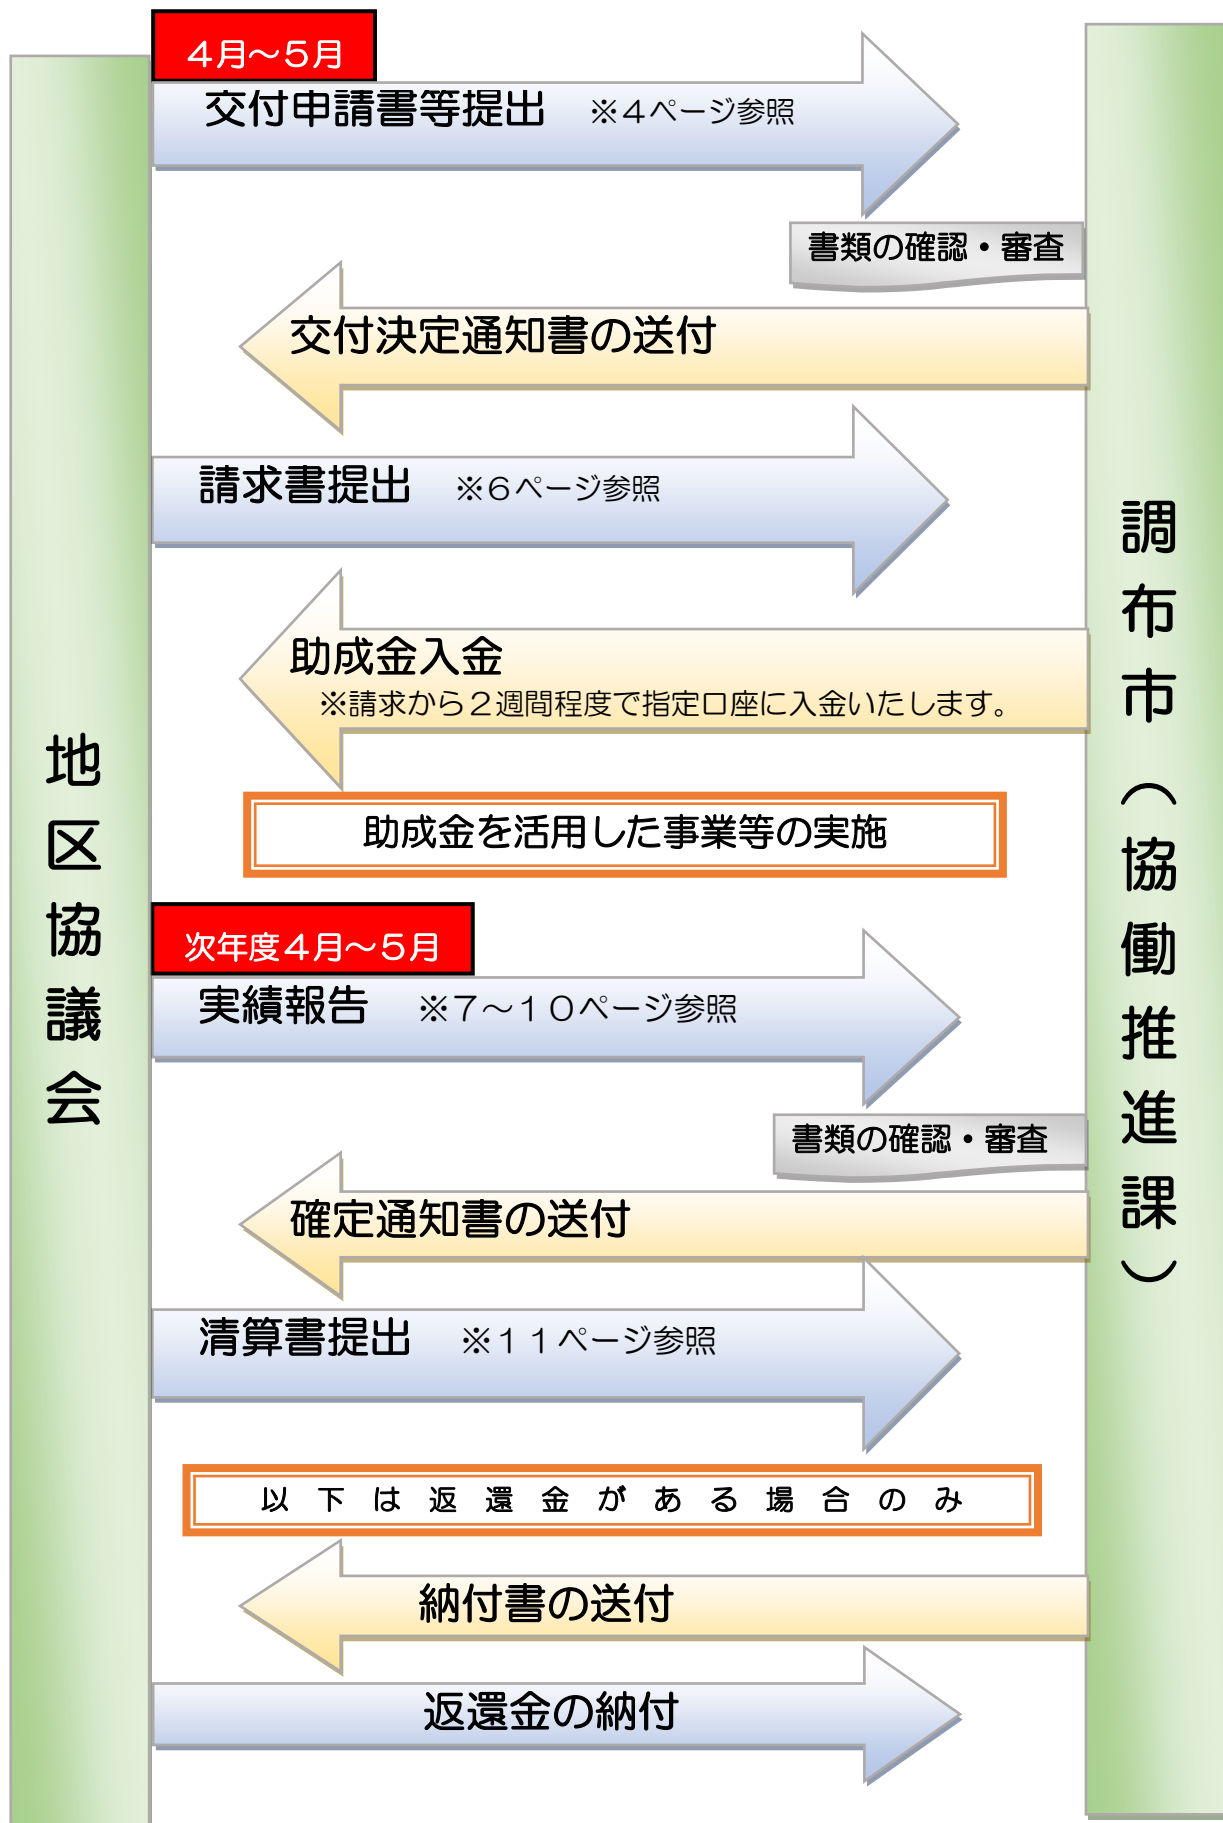 ４月～５月
交付申請書等提出　※４ページ参照
書類の確認・審査
交付決定通知書の送付
請求書提出　※６ページ参照
助成金入金
※請求から２週間程度で指定口座に入金いたします。
助成金を活用した事業等の実施
次年度４月～５月
実績報告　※７～１０ページ参照
書類の確認・審査
確定通知書の送付
清算書提出　※１１ページ参照
以下は返還金がある場合のみ
納付書の送付
返還金の納付
地区協議会
調布市（協働推進課）